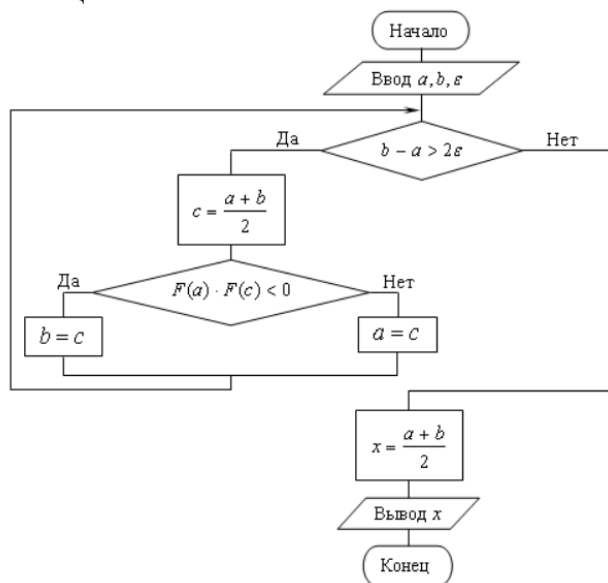 Начало
Ввод a, b, ε
Да
Нет
b − a > 2ε
c = (a + b)/2
Да
Нет
F(a) · F(c) < 0
b = c
a = c
x = (a + b)/2
Вывод x
Конец